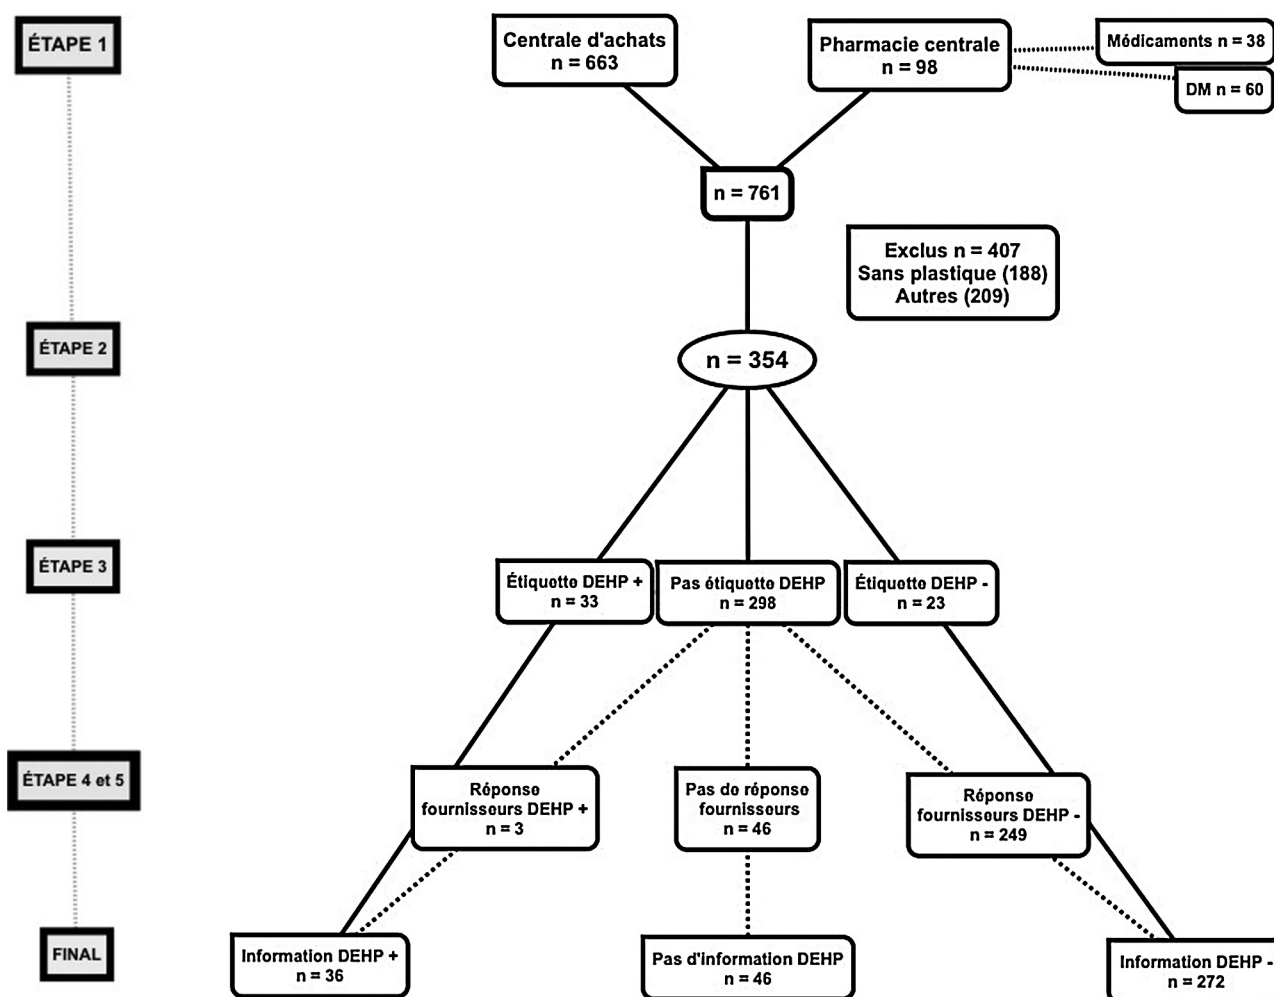 ÉTAPE 1
Centrale d'achats
n = 663
Pharmacie centrale
n = 98
Médicaments n = 38
DM n = 60
n = 761
Exclus n = 407
Sans plastique (188)
Autres (209)
ÉTAPE 2
n = 354
ÉTAPE 3
Étiquette DEHP +
n = 33
Pas étiquette DEHP
n = 298
Étiquette DEHP -
n = 23
ÉTAPE 4 et 5
Réponse
fournisseurs DEHP +
n = 3
Pas de réponse
fournisseurs
n = 46
Réponse
fournisseurs DEHP -
n = 249
FINAL
Information DEHP +
n = 36
Pas d'information DEHP
n = 46
Information DEHP -
n = 272